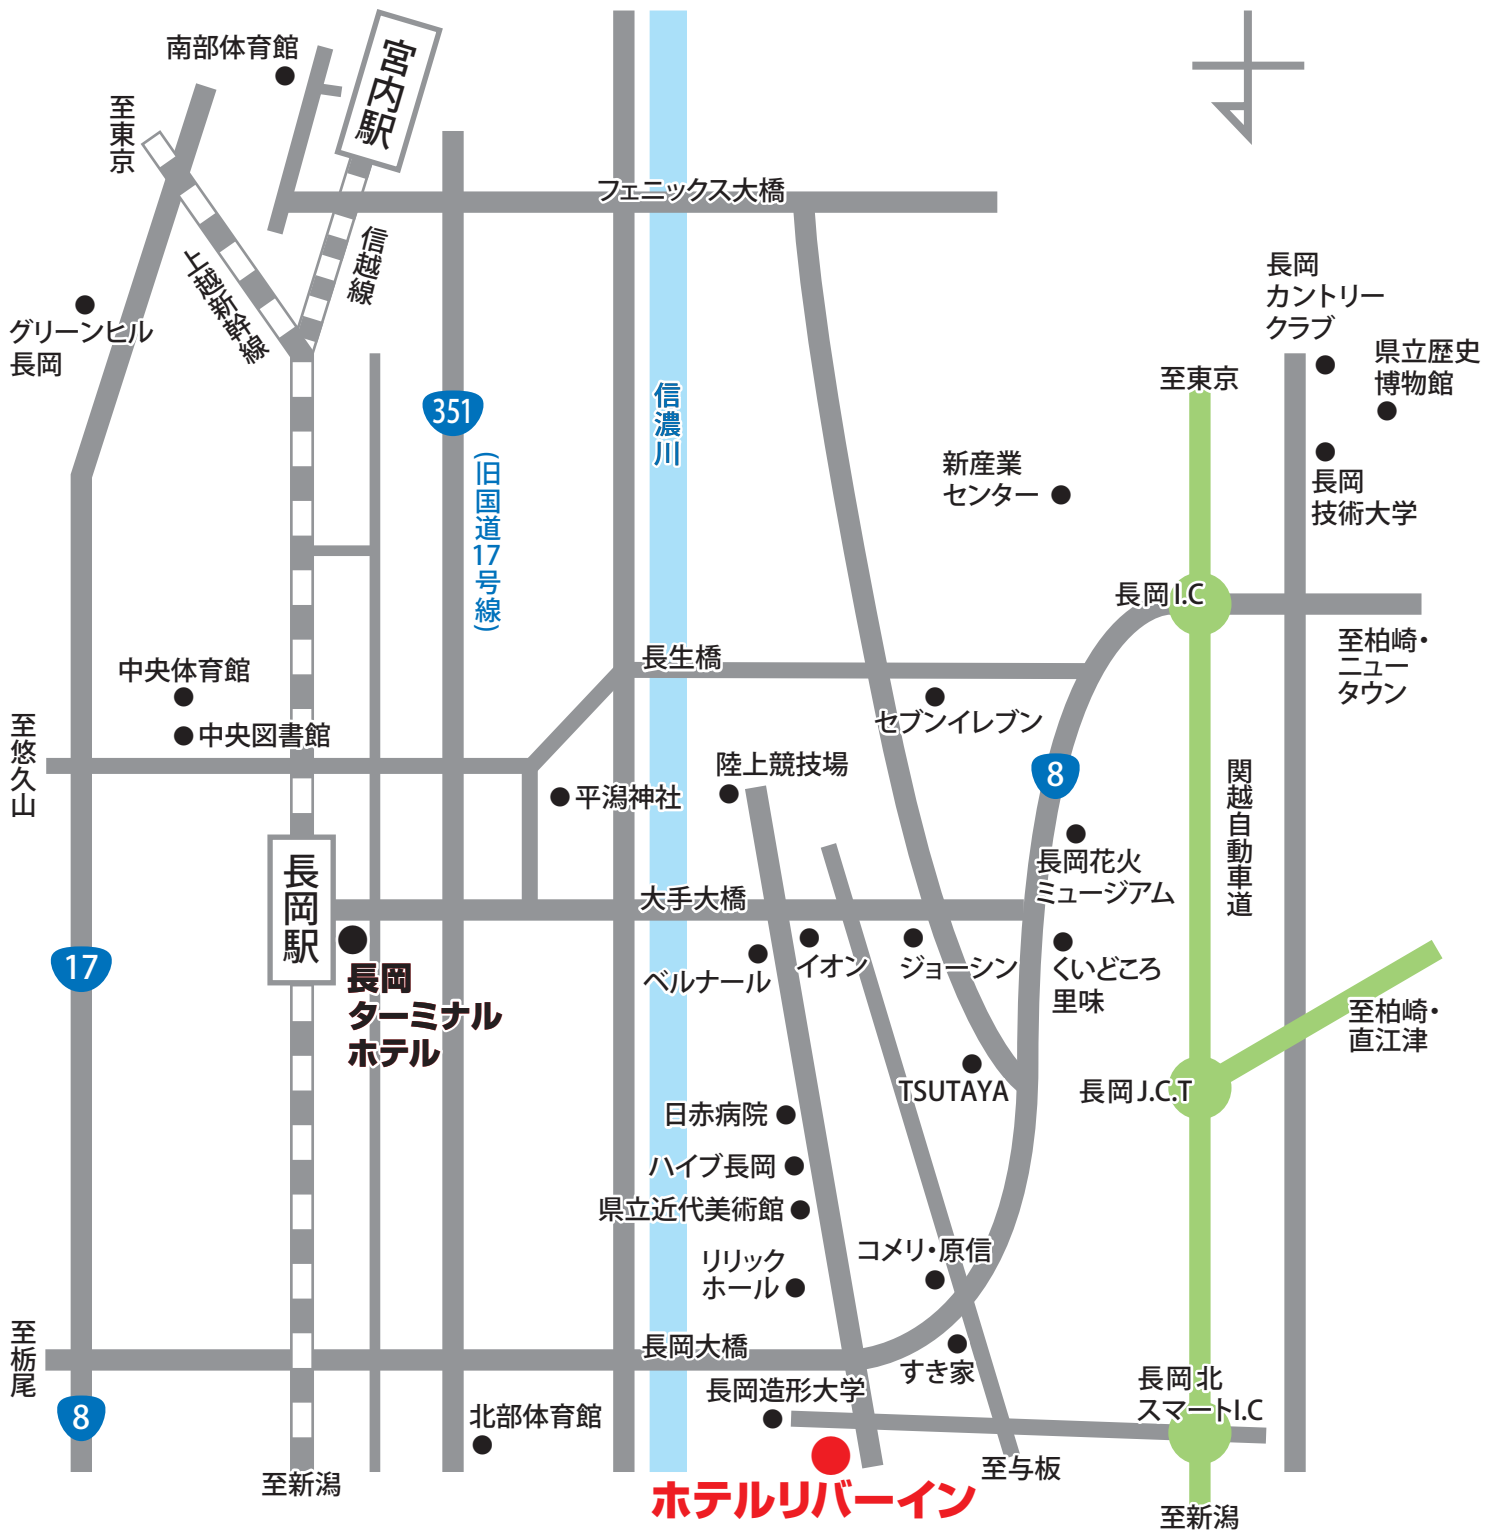 南部体育館
宮内駅
至東京
フェニックス大橋
信越線
上越新幹線
グリーンヒル
長岡
351
(旧国道17号線)
信濃川
長岡
カントリー
クラブ
県立歴史
博物館
至東京
新産業
センター
長岡
技術大学
長岡I.C
至柏崎・
ニュー
タウン
長生橋
中央体育館
中央図書館
至悠久山
セブンイレブン
陸上競技場
平潟神社
8
関越自動車道
長岡花火
ミュージアム
大手大橋
長岡駅
長岡
ターミナル
ホテル
17
ベルナール
イオン
ジョーシン
くいどころ
里味
至柏崎・
直江津
TSUTAYA
長岡J.C.T
日赤病院
ハイブ長岡
県立近代美術館
リリック
ホール
コメリ・原信
長岡大橋
至栃尾
すき家
長岡造形大学
長岡北
スマートI.C
8
北部体育館
至新潟
至与板
ホテルリバーイン
至新潟